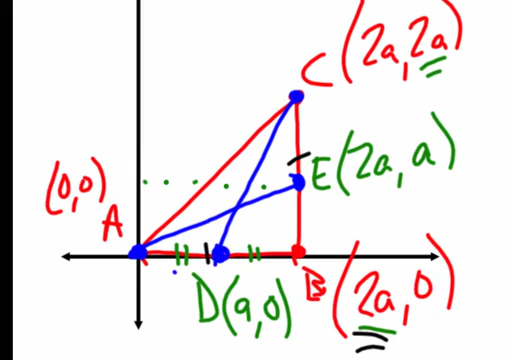 C (2a, 2a)
(0,0)
A
E (2a, a)
D (a, 0)
B (2a, 0)